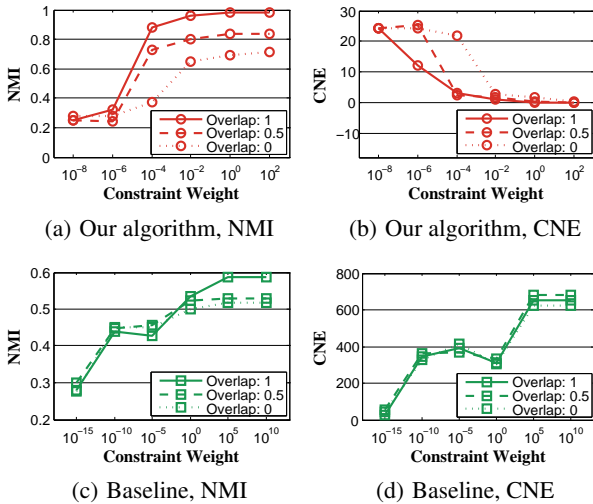 1
0.8
0.6
0.4
0.2
0
NMI
10^-8 10^-6 10^-4 10^-2 10^0 10^2
Constraint Weight
Overlap: 1
Overlap: 0.5
Overlap: 0
(a) Our algorithm, NMI
30
20
10
0
−10
CNE
10^-8 10^-6 10^-4 10^-2 10^0 10^2
Constraint Weight
Overlap: 1
Overlap: 0.5
Overlap: 0
(b) Our algorithm, CNE
0.6
0.5
0.4
0.3
0.2
NMI
10^-15 10^-10 10^-5 10^0 10^5 10^10
Constraint Weight
Overlap: 1
Overlap: 0.5
Overlap: 0
(c) Baseline, NMI
800
600
400
200
0
CNE
10^-15 10^-10 10^-5 10^0 10^5 10^10
Constraint Weight
Overlap: 1
Overlap: 0.5
Overlap: 0
(d) Baseline, CNE